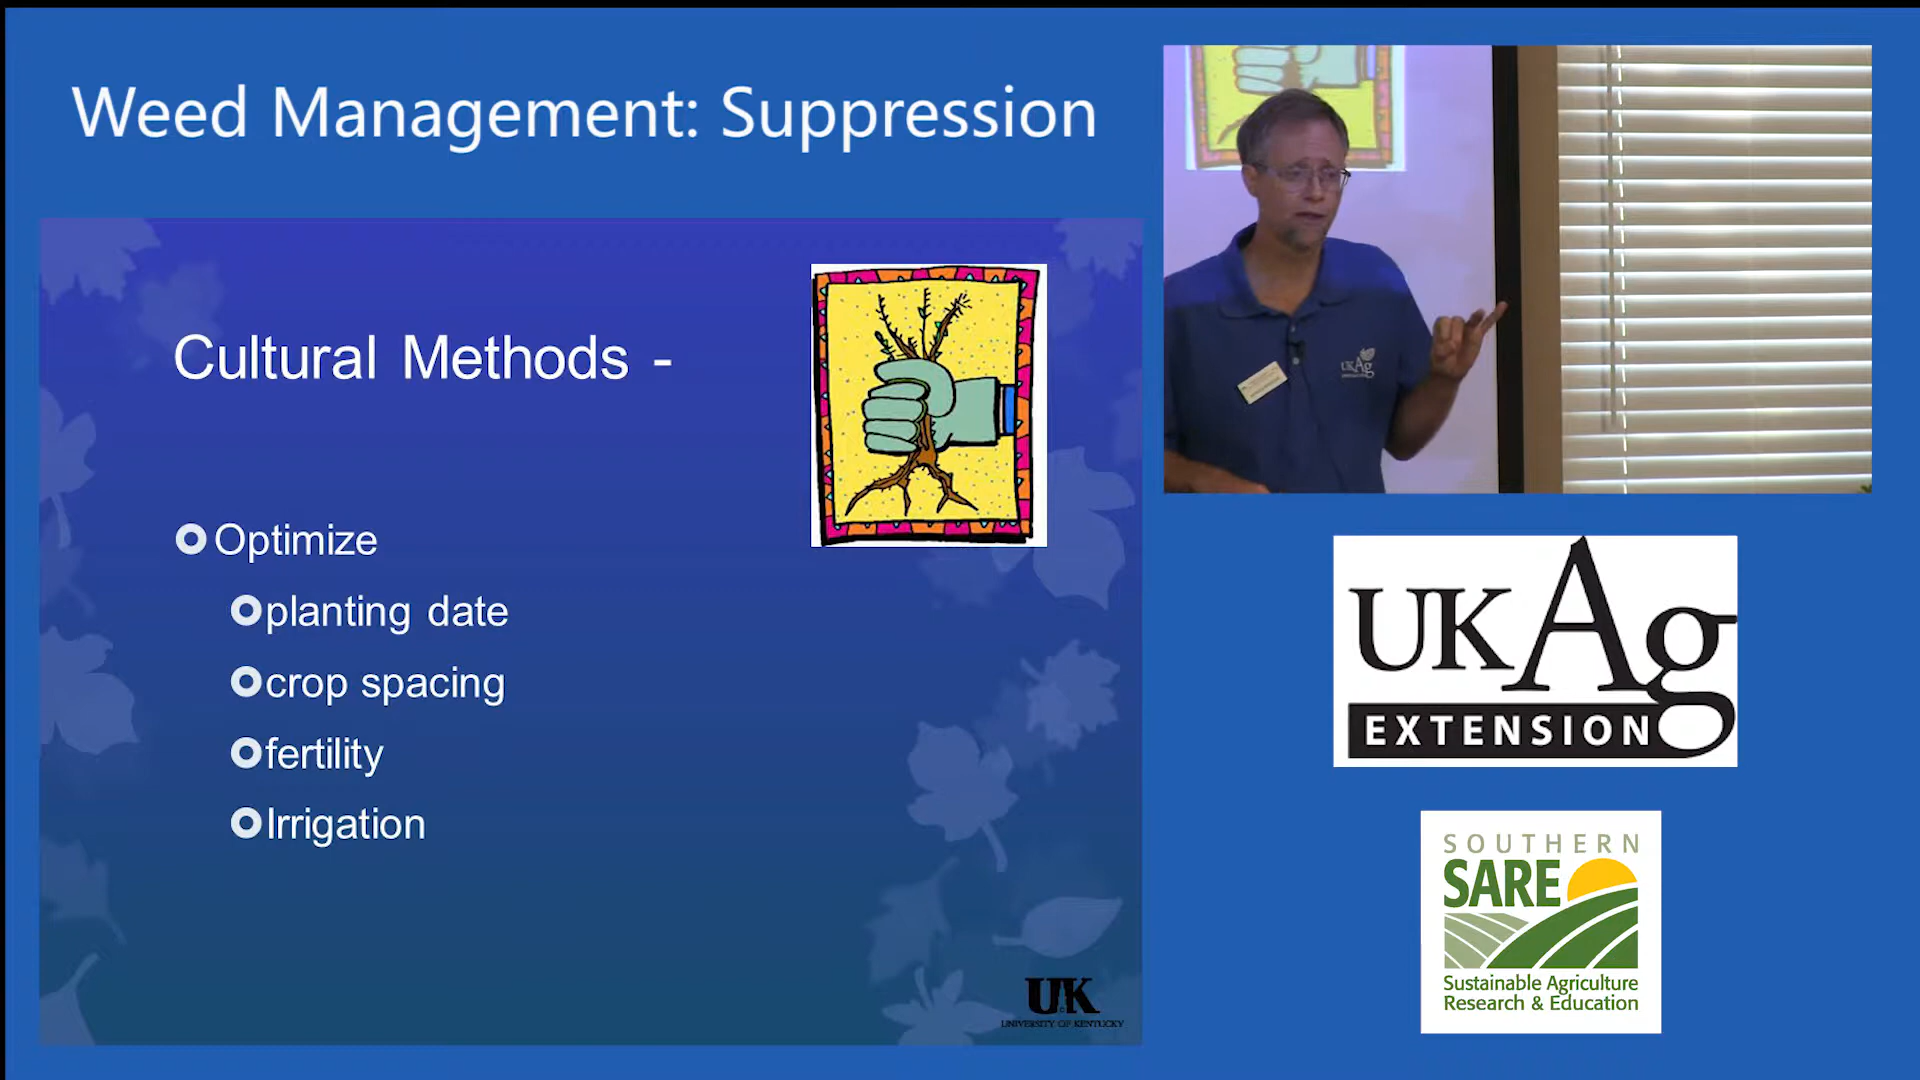 Weed Management: Suppression
Cultural Methods -
Optimize
planting date
crop spacing
fertility
Irrigation
UK
UNIVERSITY OF KENTUCKY
UKAg
UKAg
EXTENSION
SOUTHERN
SARE
Sustainable Agriculture
Research & Education